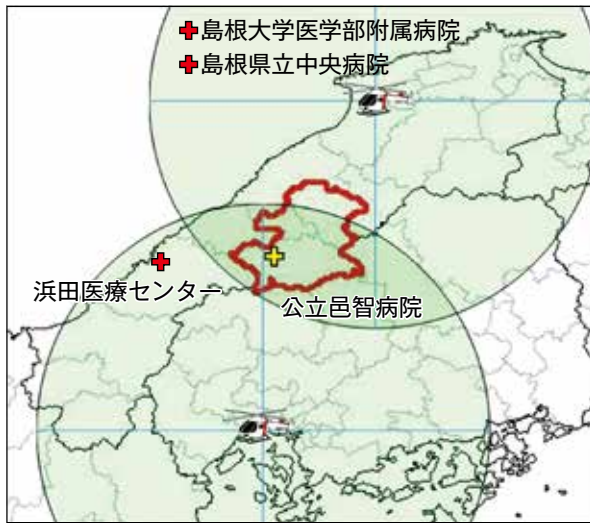 島根大学医学部附属病院
島根県立中央病院
浜田医療センター
公立邑智病院